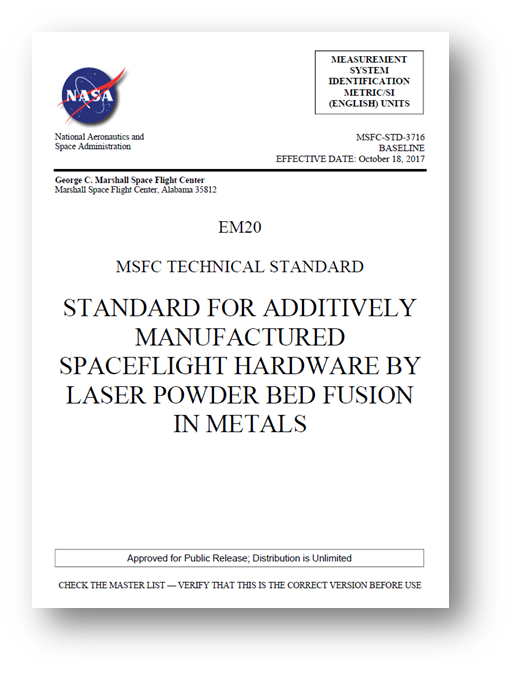 MEASUREMENT
SYSTEM
IDENTIFICATION
METRIC/SI
(ENGLISH) UNITS
NASA
National Aeronautics and
Space Administration
MSFC-STD-3716
BASELINE
EFFECTIVE DATE: October 18, 2017
George C. Marshall Space Flight Center
Marshall Space Flight Center, Alabama 35812
EM20
MSFC TECHNICAL STANDARD
STANDARD FOR ADDITIVELY
MANUFACTURED
SPACEFLIGHT HARDWARE BY
LASER POWDER BED FUSION
IN METALS
Approved for Public Release; Distribution is Unlimited
CHECK THE MASTER LIST — VERIFY THAT THIS IS THE CORRECT VERSION BEFORE USE